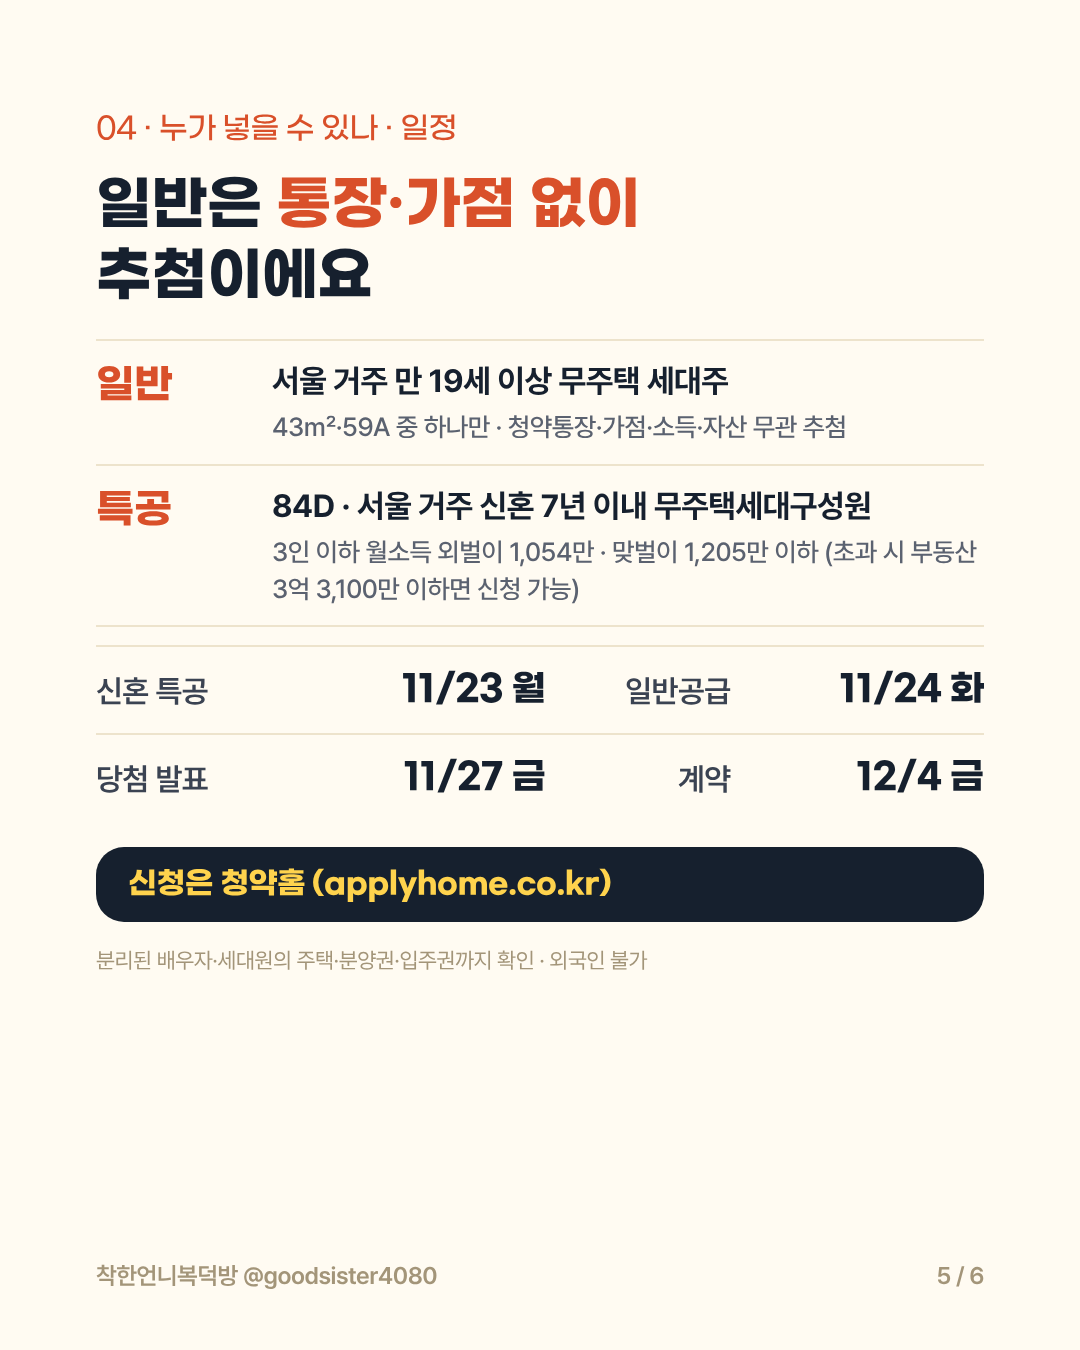 04 · 누가 넣을 수 있나 · 일정
일반은 통장·가점 없이
추첨이에요
일반
서울 거주 만 19세 이상 무주택 세대주
43m²·59A 중 하나만 · 청약통장·가점·소득·자산 무관 추첨
특공
84D · 서울 거주 신혼 7년 이내 무주택세대구성원
3인 이하 월소득 외벌이 1,054만 · 맞벌이 1,205만 이하 (초과 시 부동산
3억 3,100만 이하면 신청 가능)
신혼 특공 11/23 월 일반공급 11/24 화
당첨 발표 11/27 금 계약 12/4 금
신청은 청약홈 (applyhome.co.kr)
분리된 배우자·세대원의 주택·분양권·입주권까지 확인 · 외국인 불가
착한언니복덕방 @goodsister4080 5 / 6